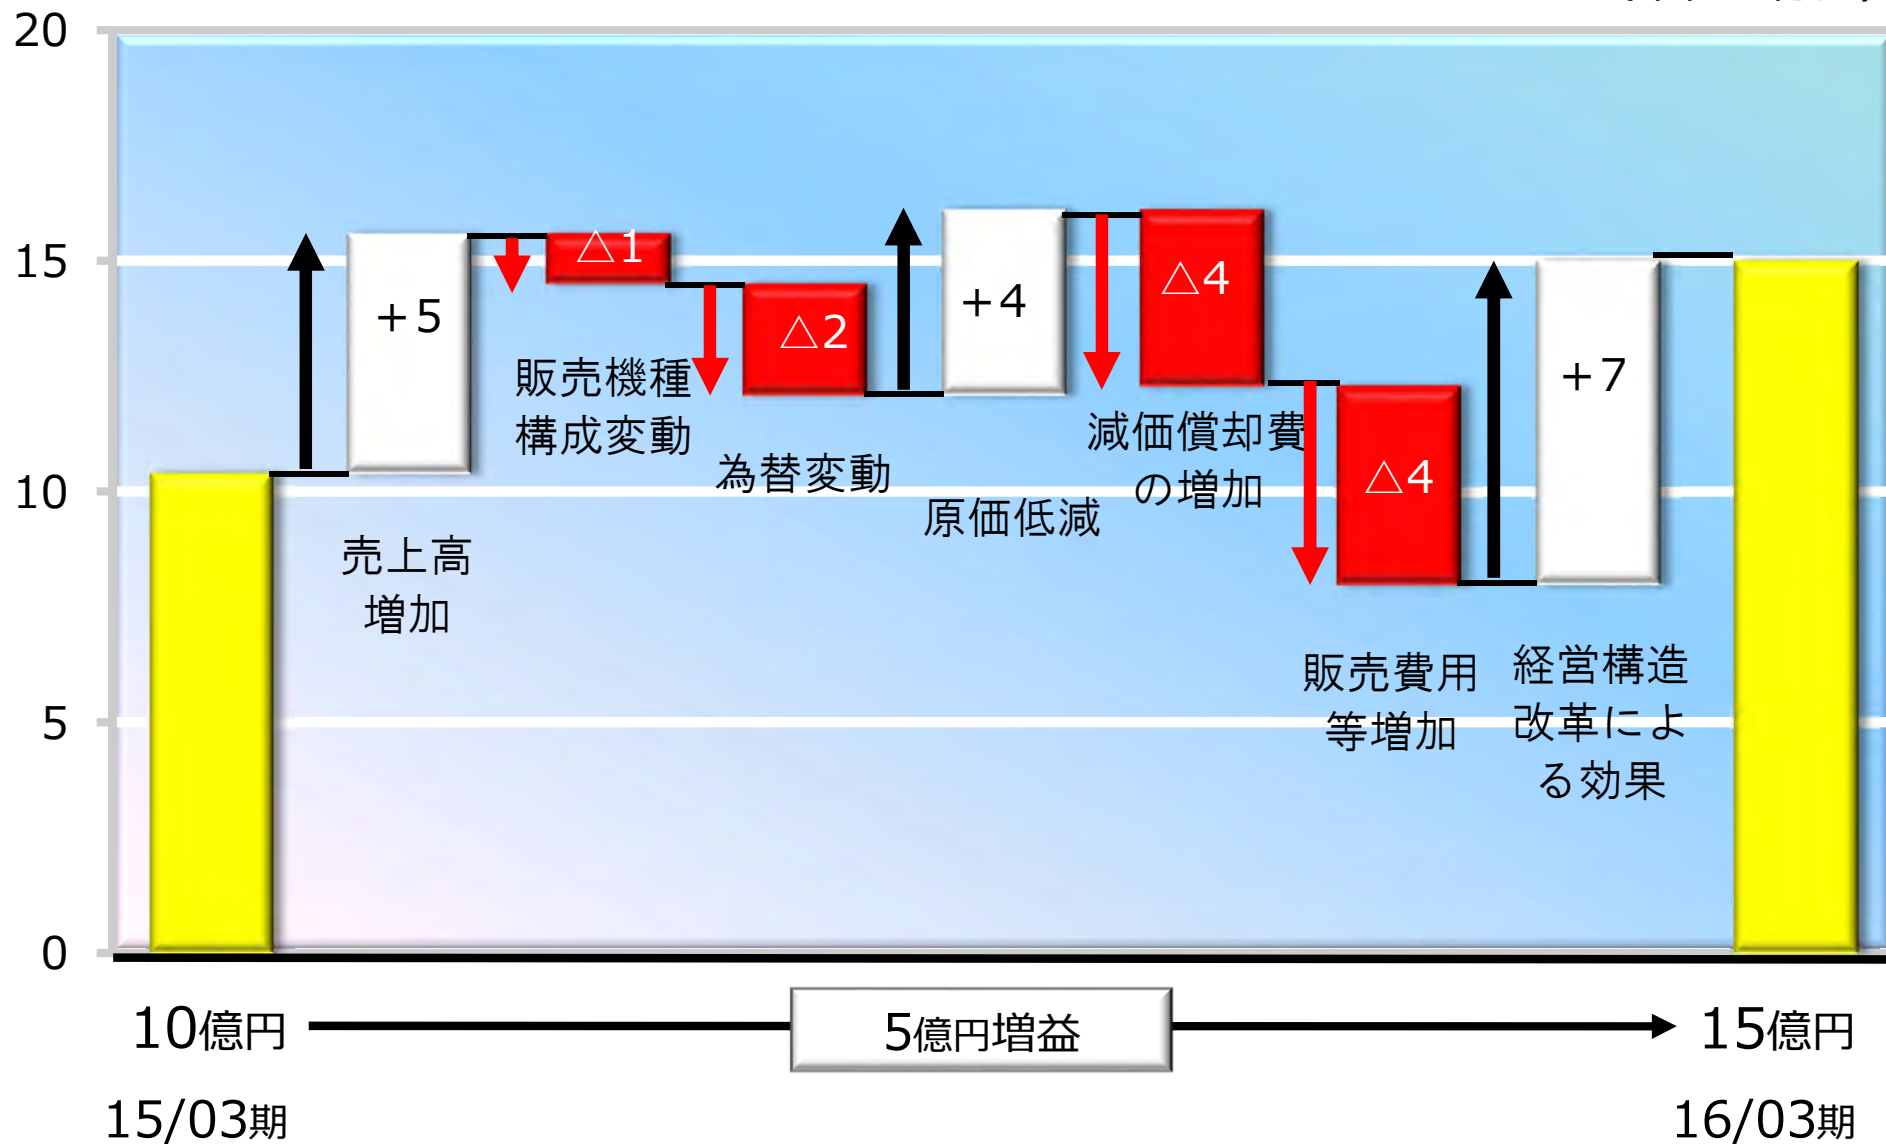 20
15
10
5
0
+5
△1
△2
+4
△4
△4
+7
売上高
増加
販売機種
構成変動
為替変動
原価低減
減価償却費
の増加
販売費用
等増加
経営構造
改革によ
る効果
10億円
5億円増益
15億円
15/03期
16/03期